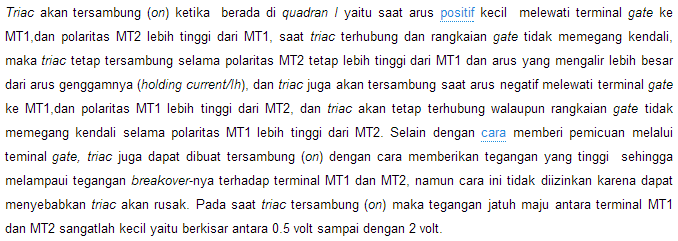 Triac akan tersambung (on) ketika  berada di quadran I yaitu saat arus positif kecil  melewati terminal gate ke
MT1,dan polaritas MT2 lebih tinggi dari MT1, saat triac terhubung dan rangkaian gate tidak memegang kendali,
maka triac tetap tersambung selama polaritas MT2 tetap lebih tinggi dari MT1 dan arus yang mengalir lebih besar
dari arus genggamnya (holding current/Ih), dan triac juga akan tersambung saat arus negatif melewati terminal gate
ke MT1,dan polaritas MT1 lebih tinggi dari MT2, dan triac akan tetap terhubung walaupun rangkaian gate tidak
memegang kendali selama polaritas MT1 lebih tinggi dari MT2. Selain dengan cara memberi pemicuan melalui
teminal gate, triac juga dapat dibuat tersambung (on) dengan cara memberikan tegangan yang tinggi  sehingga
melampaui tegangan breakover-nya terhadap terminal MT1 dan MT2, namun cara ini tidak diizinkan karena dapat
menyebabkan triac akan rusak. Pada saat triac tersambung (on) maka tegangan jatuh maju antara terminal MT1
dan MT2 sangatlah kecil yaitu berkisar antara 0.5 volt sampai dengan 2 volt.